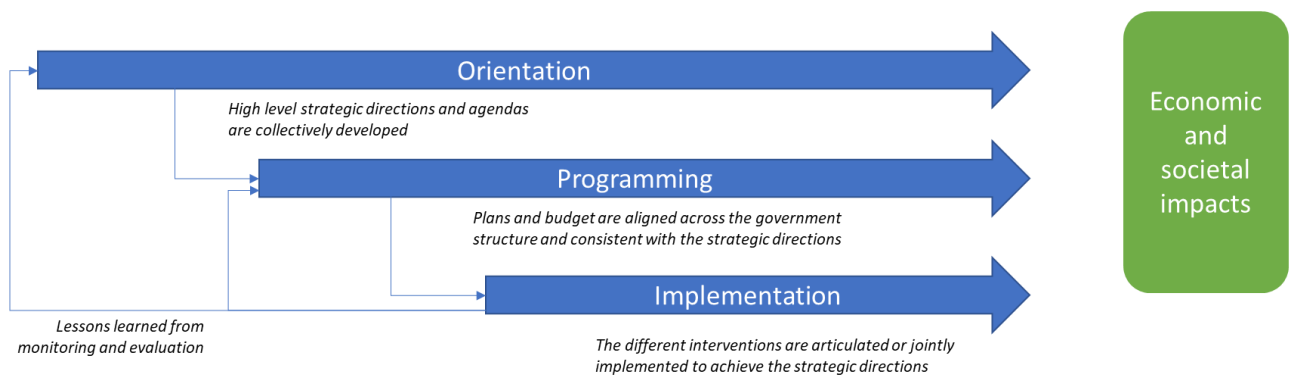 Orientation
High level strategic directions and agendas
are collectively developed
Programming
Plans and budget are aligned across the government
structure and consistent with the strategic directions
Implementation
Lessons learned from
monitoring and evaluation
The different interventions are articulated or jointly
implemented to achieve the strategic directions
Economic
and
societal
impacts